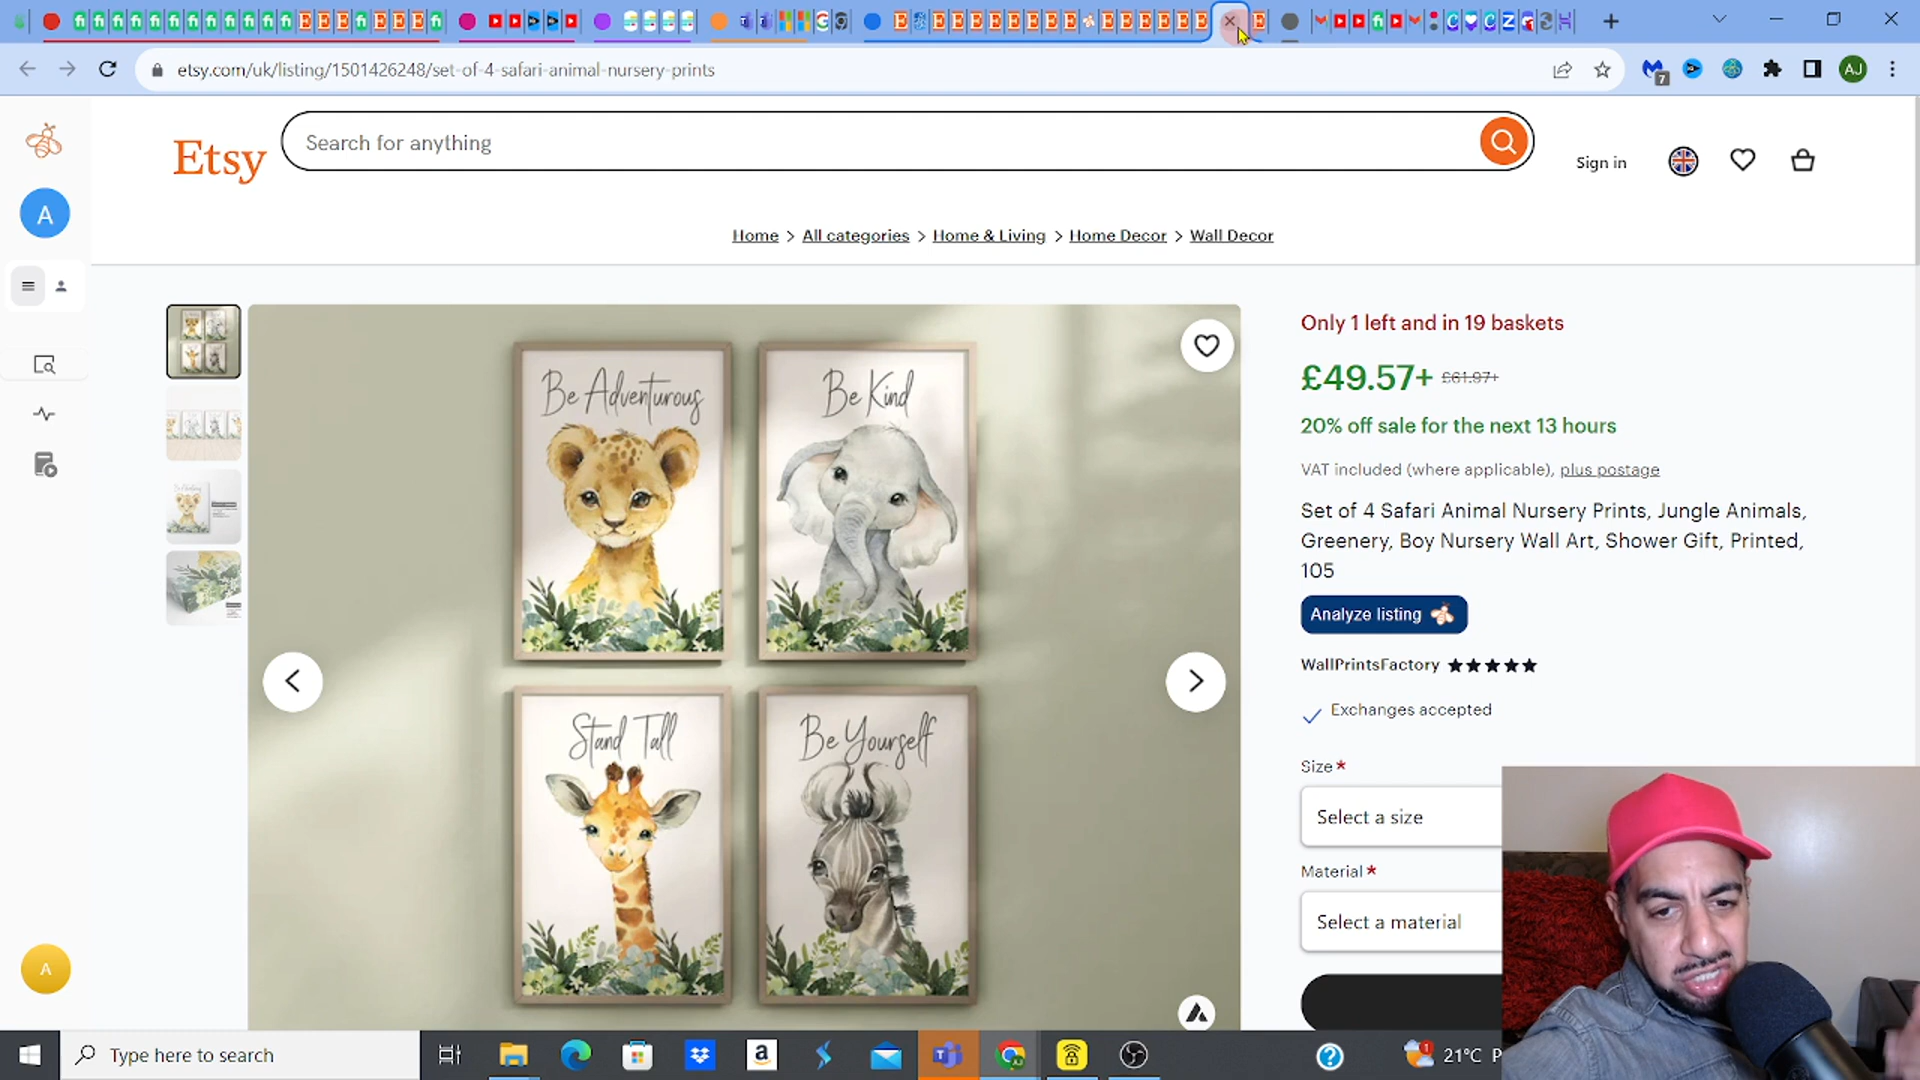 etsy.com/uk/listing/1501426248/set-of-4-safari-animal-nursery-prints
7
AJ
Etsy
Search for anything
Sign in
A
Home > All categories > Home & Living > Home Decor > Wall Decor
Be Adventurous
Be Kind
Stand Tall
Be Yourself
Only 1 left and in 19 baskets
£49.57+ £61.97+
20% off sale for the next 13 hours
VAT included (where applicable), plus postage
Set of 4 Safari Animal Nursery Prints, Jungle Animals,
Greenery, Boy Nursery Wall Art, Shower Gift, Printed,
105
Analyze listing
WallPrintsFactory ★★★★★
Exchanges accepted
Size*
Select a size
Material*
Select a material
A
Type here to search
21°C P